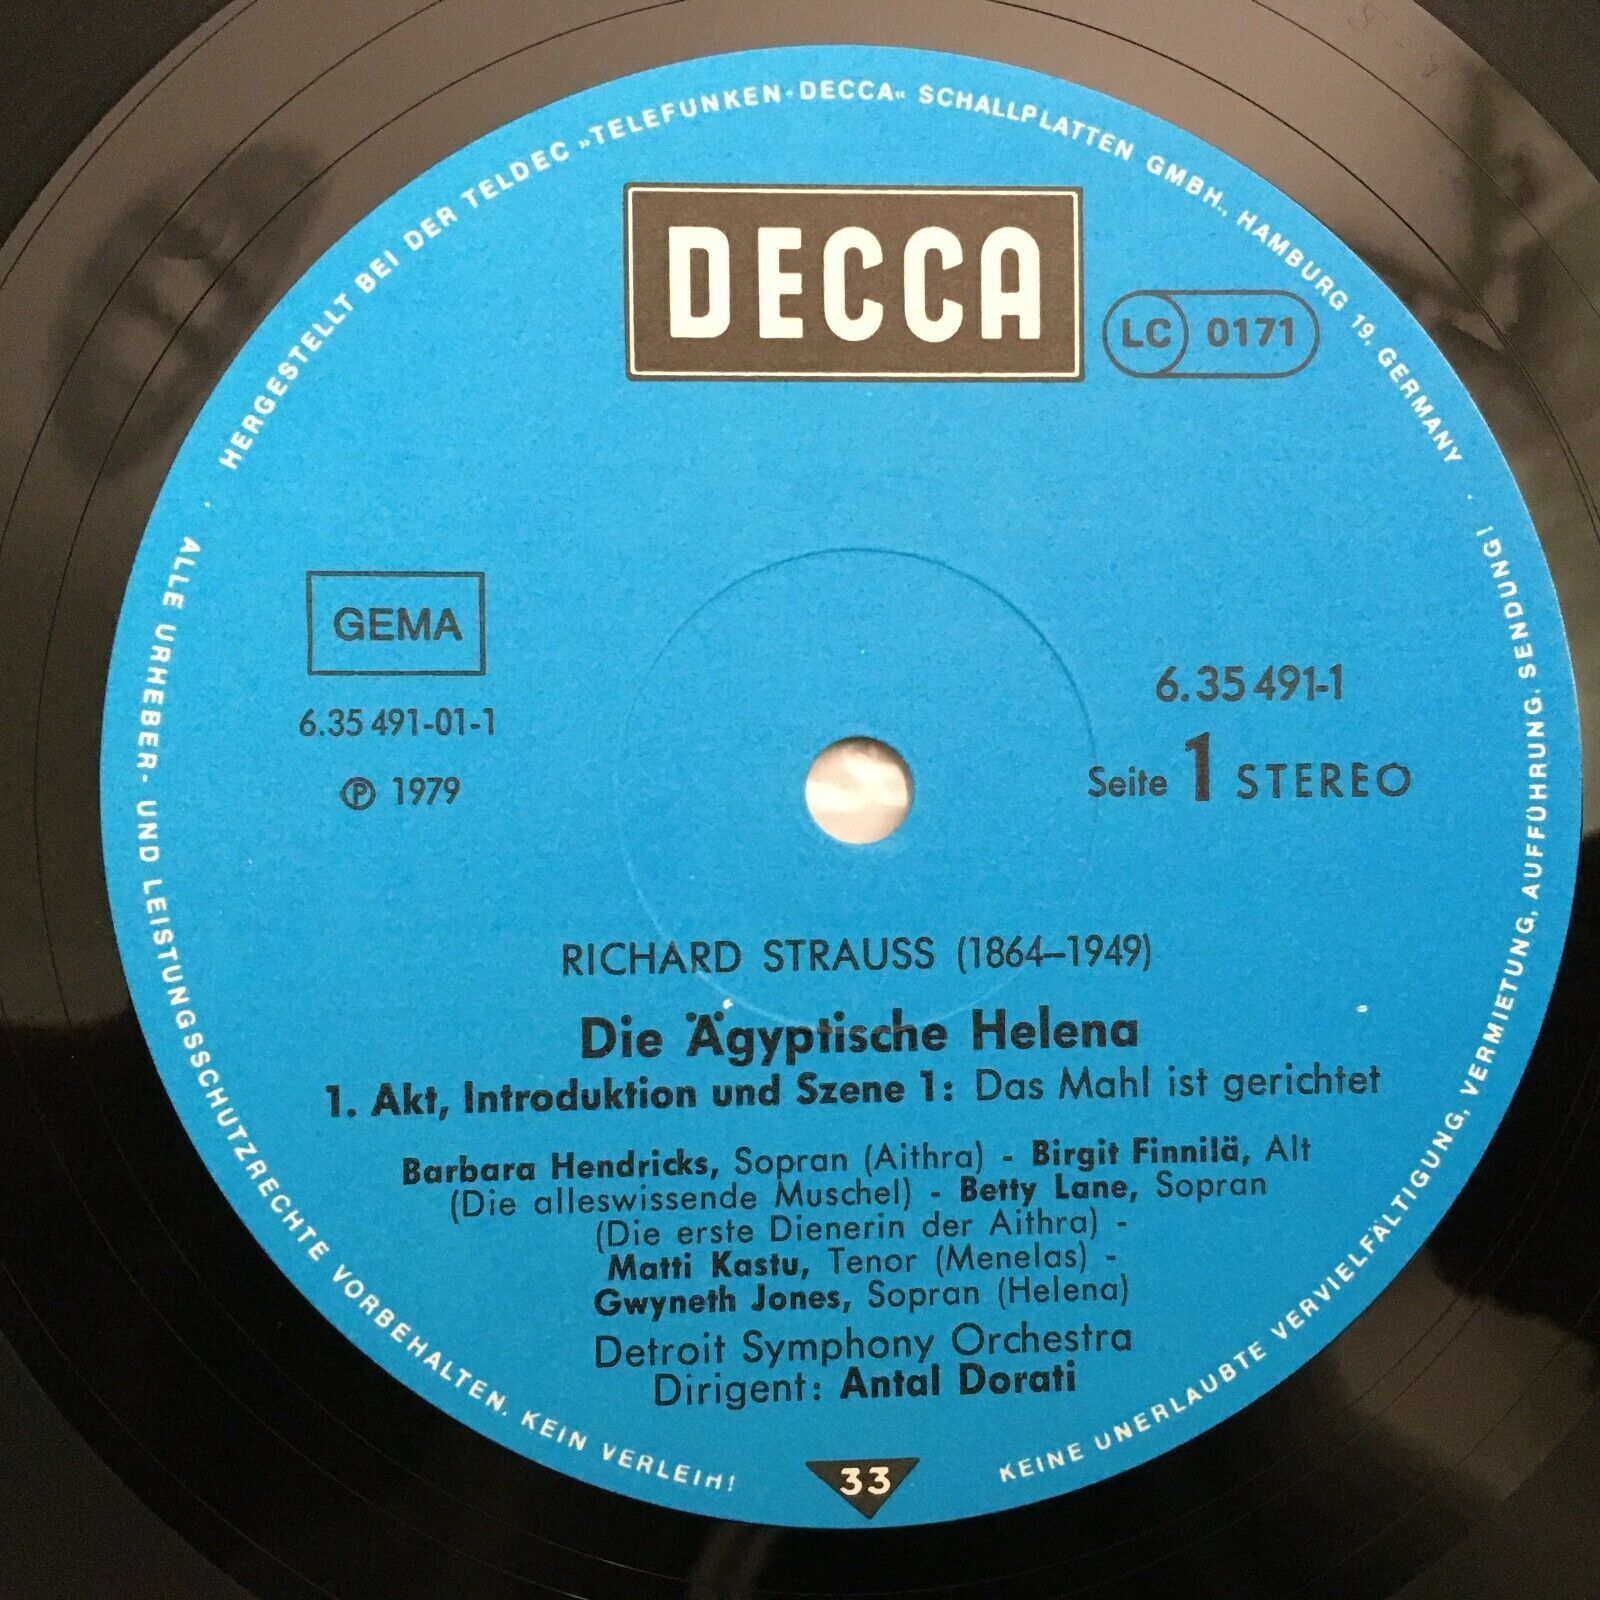 HERGESTELLT BEI DER TELDEC »TELEFUNKEN-DECCA« SCHALLPLATTEN GMBH., HAMBURG 19, GERMANY
DECCA
LC 0171
GEMA
6.35 491-01-1
Ⓟ 1979
6.35 491-1
Seite 1 STEREO
RICHARD STRAUSS (1864–1949)
Die Ägyptische Helena
1. Akt, Introduktion und Szene 1: Das Mahl ist gerichtet
Barbara Hendricks, Sopran (Aithra) - Birgit Finnilä, Alt
(Die alleswissende Muschel) - Betty Lane, Sopran
(Die erste Dienerin der Aithra) -
Matti Kastu, Tenor (Menelas) -
Gwyneth Jones, Sopran (Helena)
Detroit Symphony Orchestra
Dirigent: Antal Dorati
33
ALLE URHEBER- UND LEISTUNGSSCHUTZRECHTE VORBEHALTEN. KEIN VERLEIH!
KEINE UNERLAUBTE VERVIELFÄLTIGUNG, VERMIETUNG, AUFFÜHRUNG, SENDUNG!